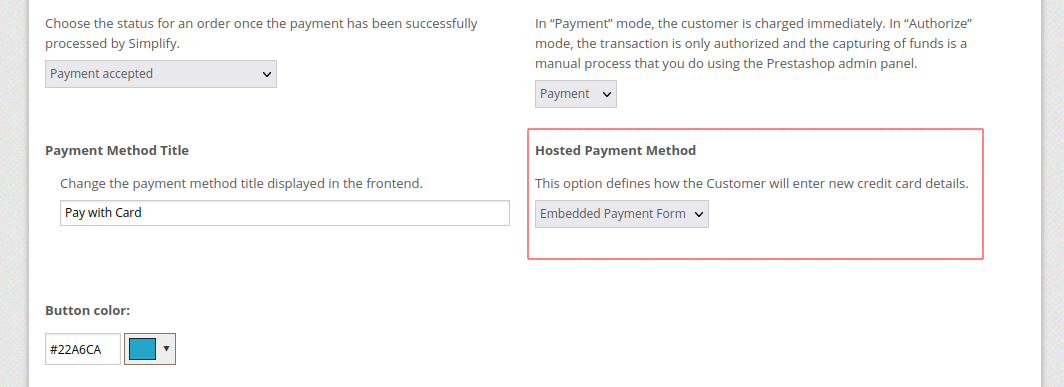 Choose the status for an order once the payment has been successfully
processed by Simplify.
Payment accepted
In “Payment” mode, the customer is charged immediately. In “Authorize”
mode, the transaction is only authorized and the capturing of funds is a
manual process that you do using the Prestashop admin panel.
Payment
Payment Method Title
Change the payment method title displayed in the frontend.
Pay with Card
Hosted Payment Method
This option defines how the Customer will enter new credit card details.
Embedded Payment Form
Button color:
#22A6CA